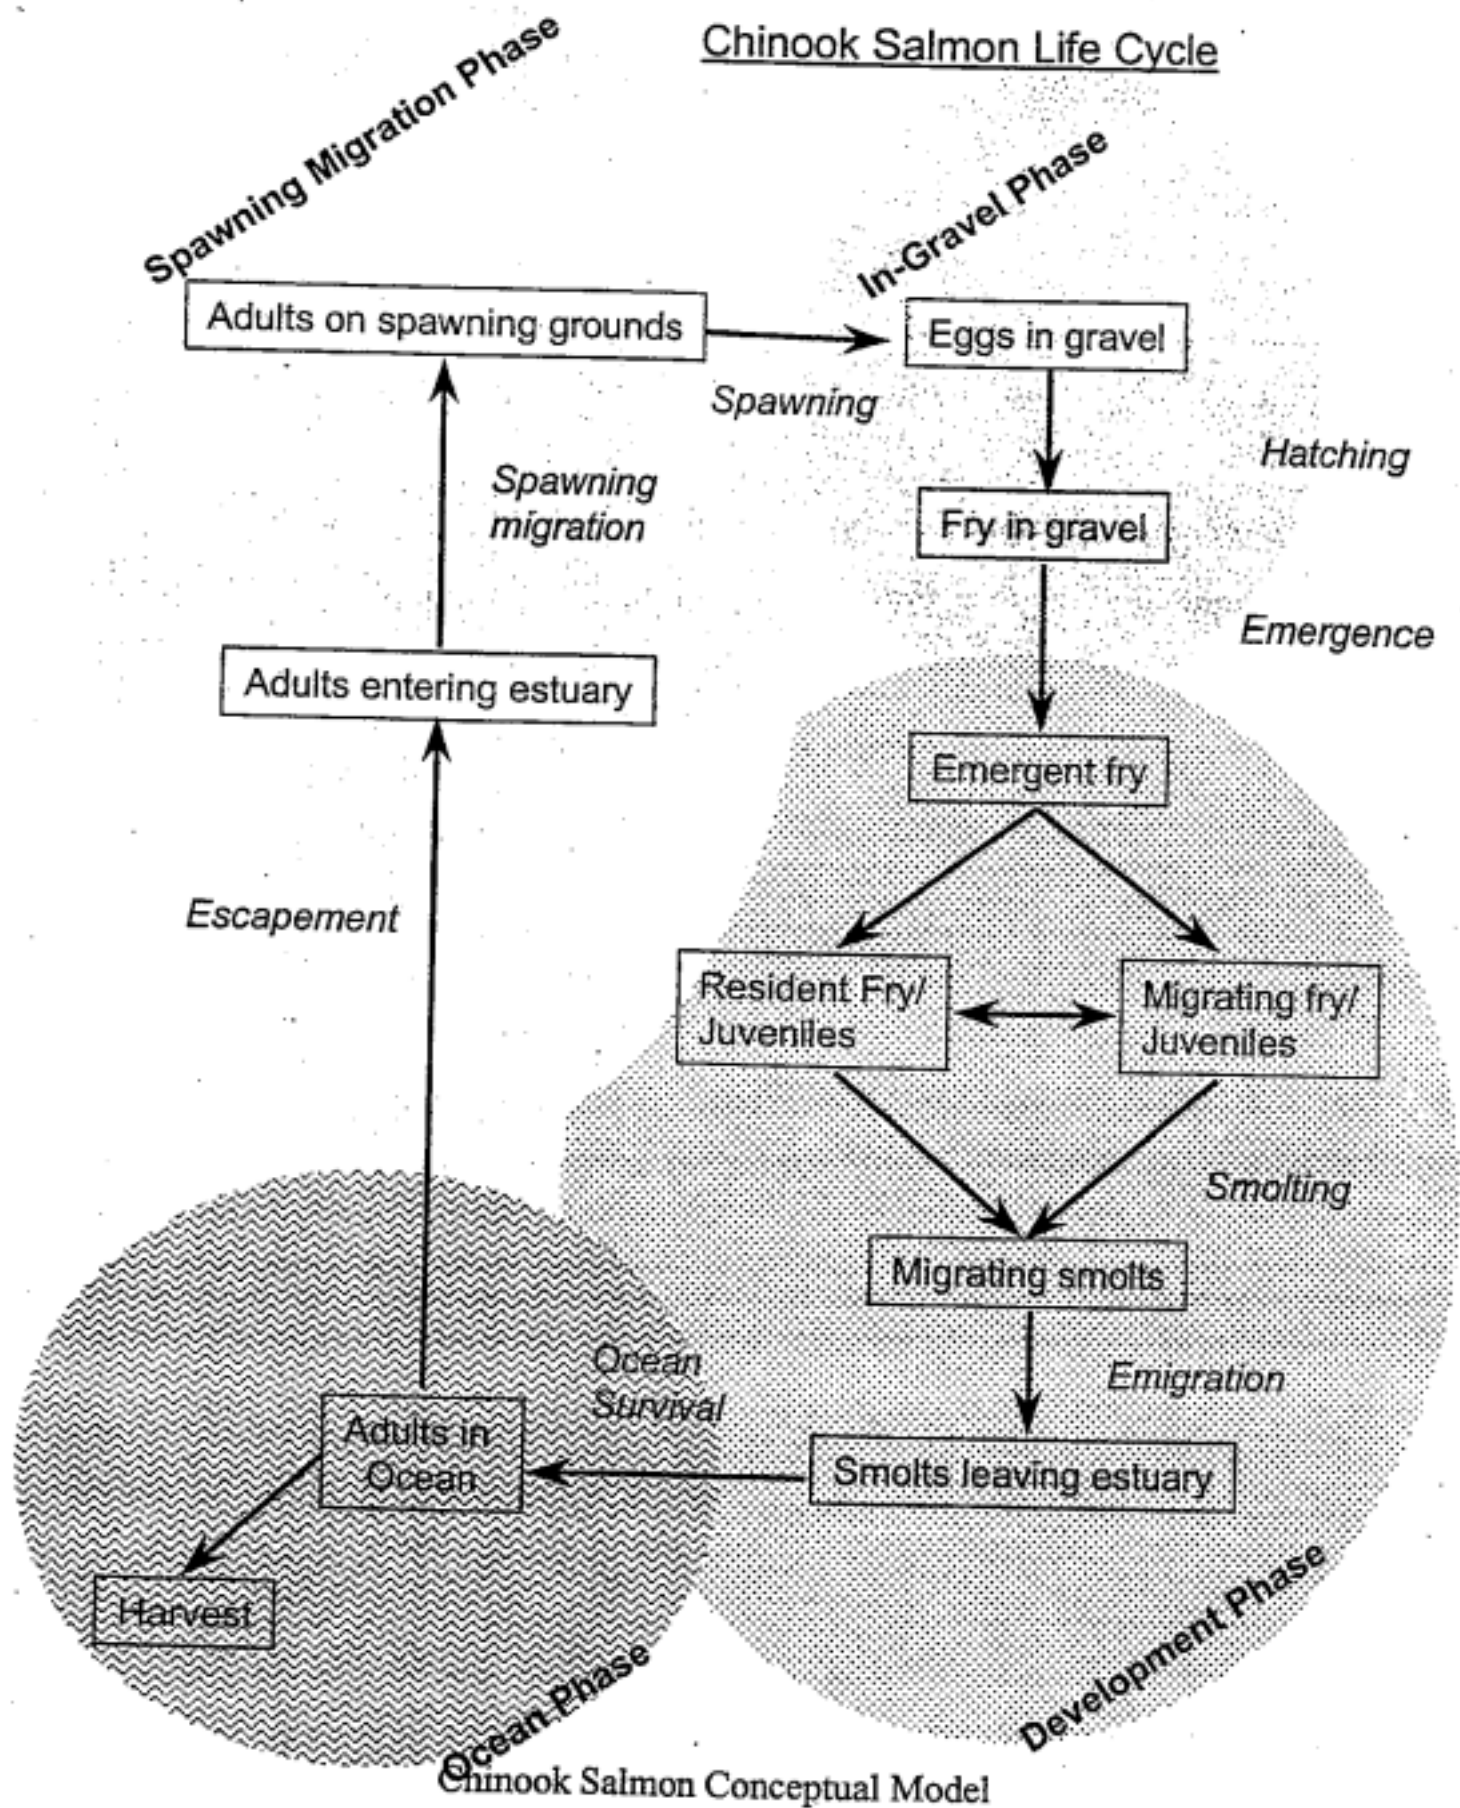 Chinook Salmon Life Cycle
Spawning Migration Phase
In-Gravel Phase
Adults on spawning grounds
Eggs in gravel
Spawning
Hatching
Spawning
migration
Fry in gravel
Emergence
Adults entering estuary
Emergent fry
Escapement
Resident Fry/
Juveniles
Migrating fry/
Juveniles
Smolting
Migrating smolts
Ocean
Survival
Emigration
Adults in
Ocean
Smolts leaving estuary
Harvest
Ocean Phase
Development Phase
Chinook Salmon Conceptual Model